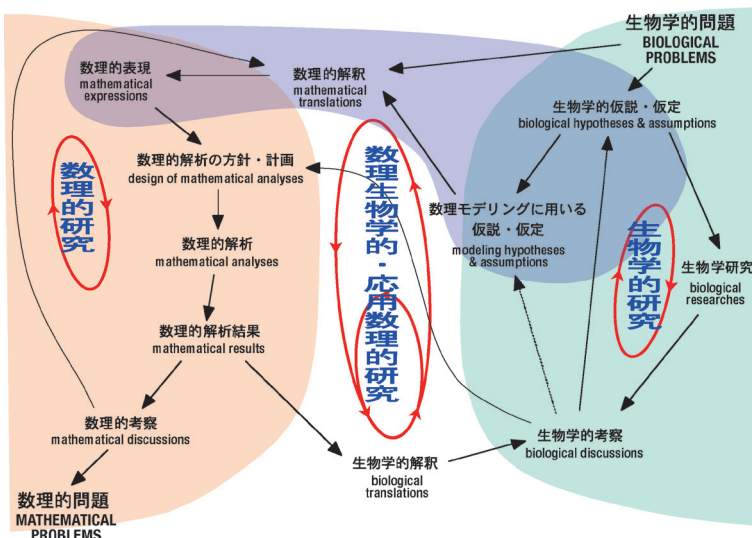 生物学的問題
BIOLOGICAL
PROBLEMS
数理的表現
mathematical
expressions
数理的解釈
mathematical
translations
生物学的仮説・仮定
biological hypotheses & assumptions
数理的解析の方針・計画
design of mathematical analyses
数理モデリングに用いる
仮説・仮定
modeling hypotheses
& assumptions
数理的研究
数理生物学的・応用数理的研究
生物学的研究
数理的解析
mathematical analyses
生物学研究
biological
researches
数理的解析結果
mathematical results
数理的考察
mathematical discussions
生物学的考察
biological discussions
生物学的解釈
biological
translations
数理的問題
MATHEMATICAL
PROBLEMS